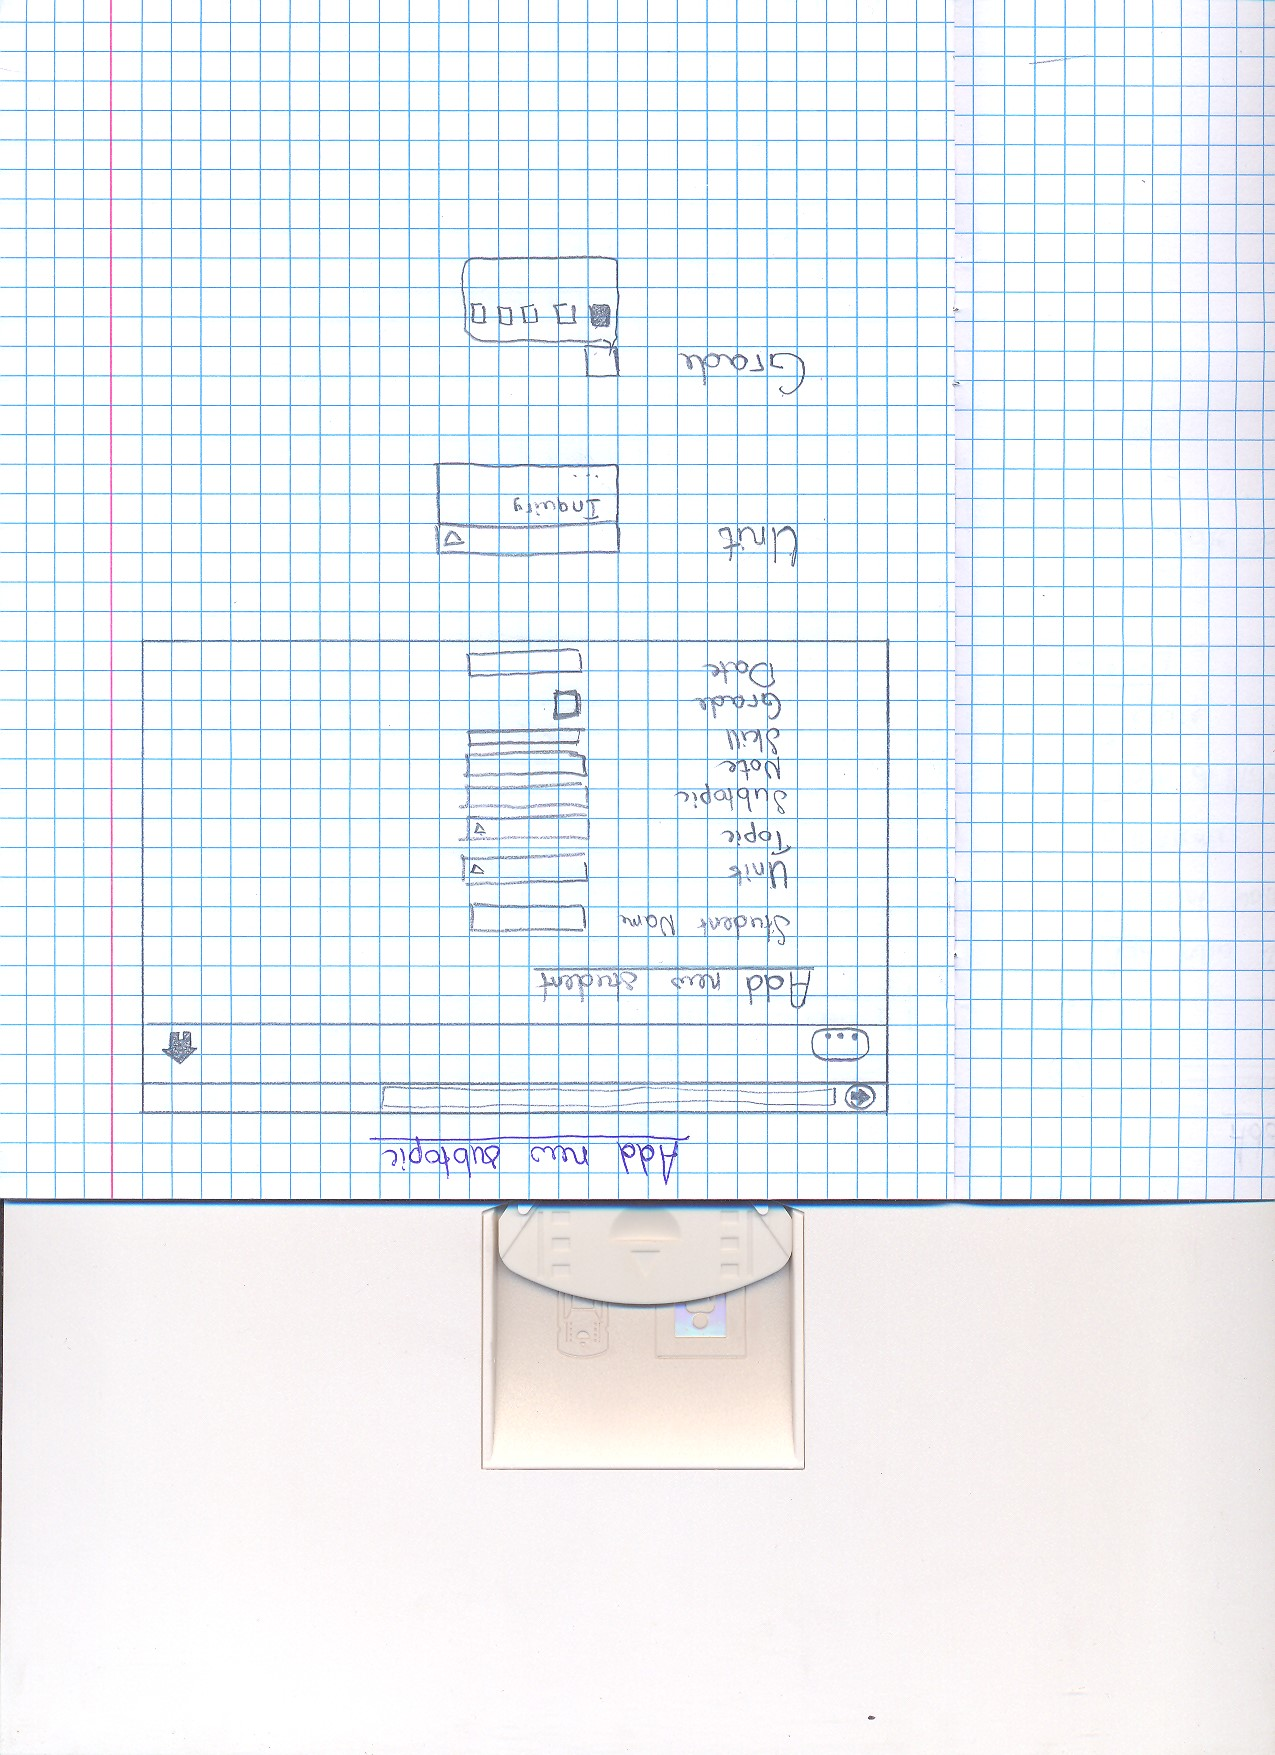 Add new subtopic
Add new student
Student Name
Unit
Topic
Subtopic
Note
Skill
Grade
Date
Unit
Inquiry
...
Grade